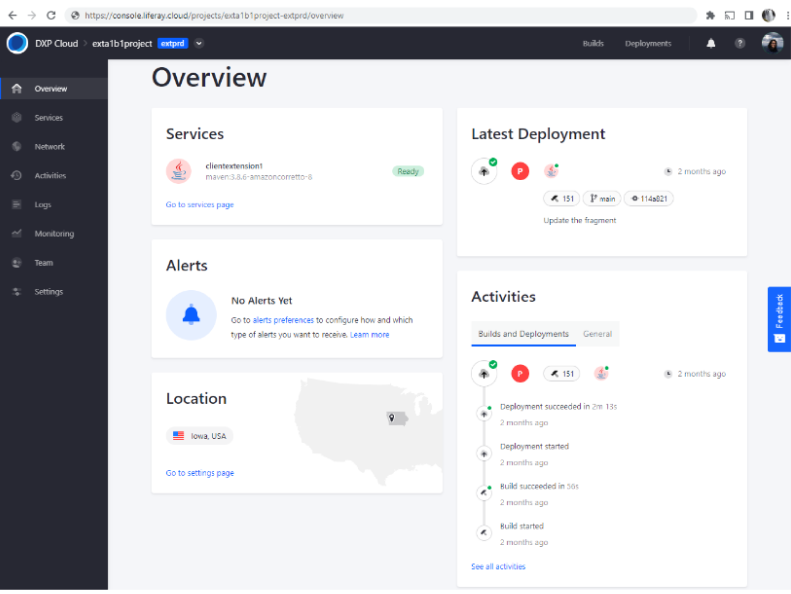 https://console.liferay.cloud/projects/exta1b1project-extprd/overview
DXP Cloud > exta1b1project extprd
Builds
Deployments
Overview
Services
Network
Activities
Logs
Monitoring
Team
Settings
Overview
Services
clientextension1
maven:3.8.6-amazoncorretto-8
Ready
Go to services page
Alerts
No Alerts Yet
Go to alerts preferences to configure how and which
type of alerts you want to receive. Learn more
Location
Iowa, USA
Go to settings page
Latest Deployment
P
2 months ago
151
main
114a821
Update the fragment
Activities
Builds and Deployments
General
P
151
2 months ago
Deployment succeeded in 2m 13s
2 months ago
Deployment started
2 months ago
Build succeeded in 50s
2 months ago
Build started
2 months ago
See all activities
Feedback